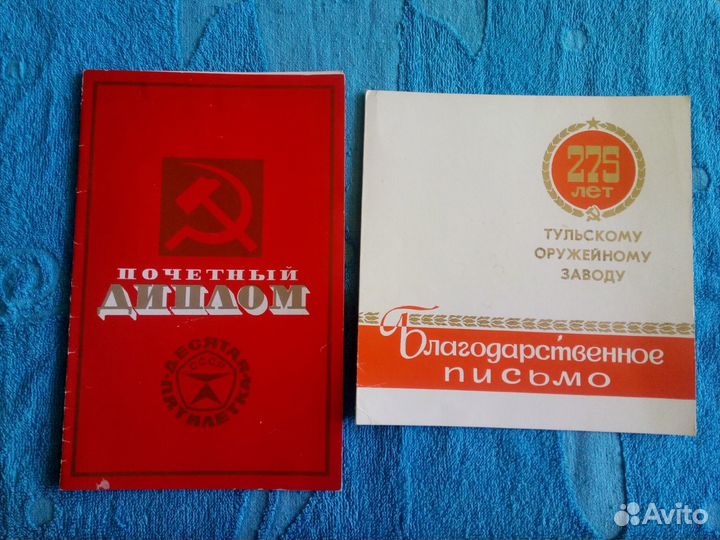 ПОЧЕТНЫЙ
ДИПЛОМ
ДЕСЯТАЯ
СССР
ПЯТИЛЕТКА
275
лет
ТУЛЬСКОМУ
ОРУЖЕЙНОМУ
ЗАВОДУ
Благодарственное
письмо
Avito